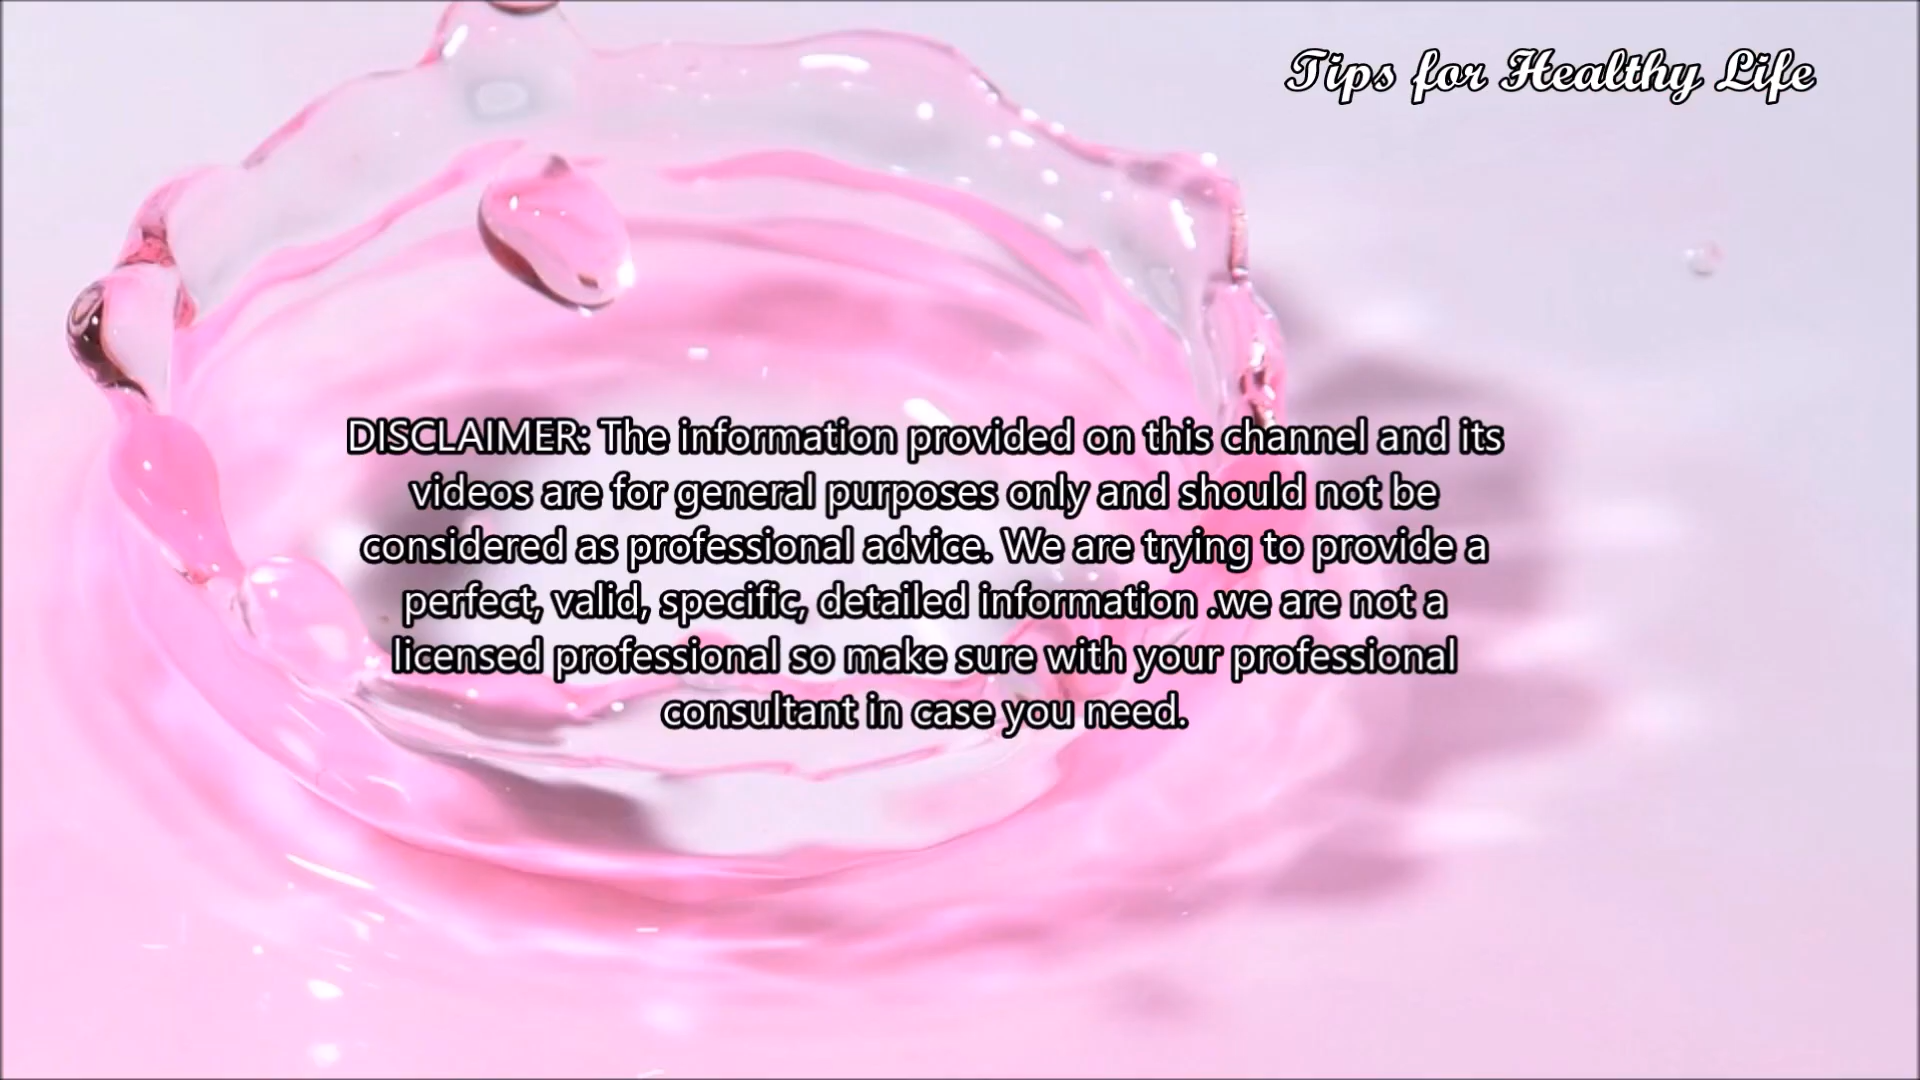 Tips for Healthy Life
DISCLAIMER: The information provided on this channel and its
videos are for general purposes only and should not be
considered as professional advice. We are trying to provide a
perfect, valid, specific, detailed information .we are not a
licensed professional so make sure with your professional
consultant in case you need.